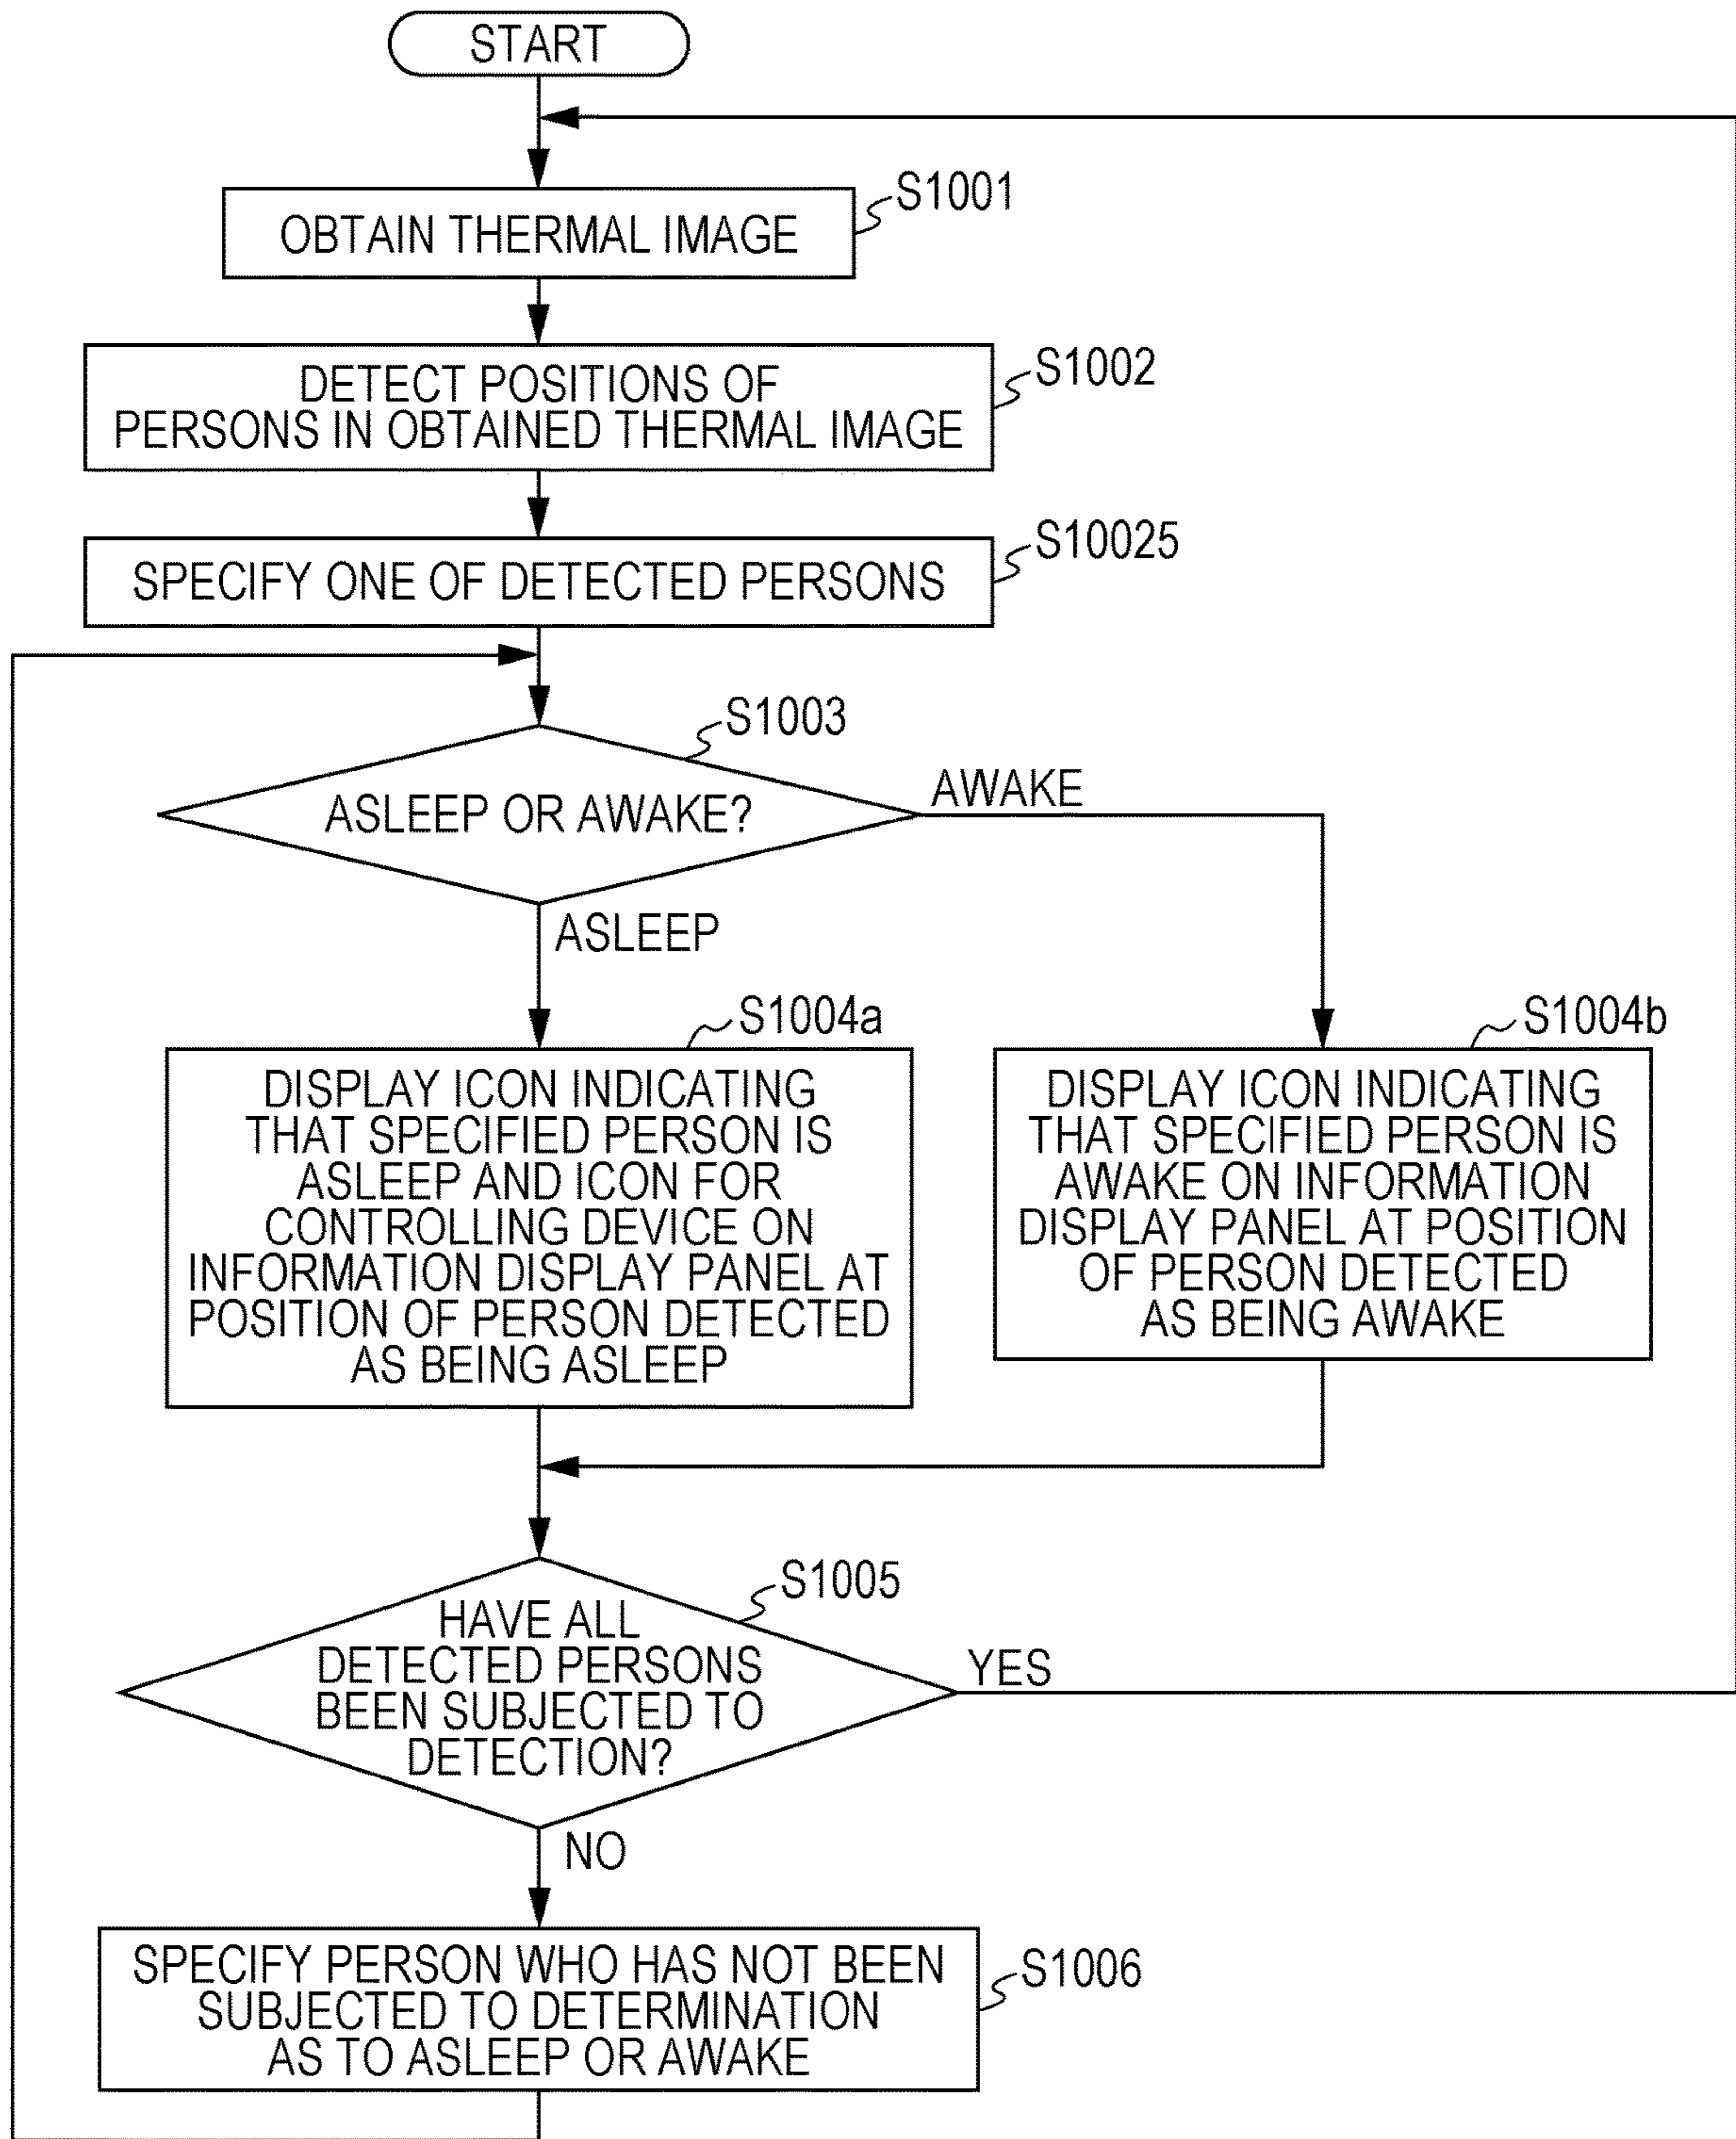 START
S1001
OBTAIN THERMAL IMAGE
S1002
DETECT POSITIONS OF
PERSONS IN OBTAINED THERMAL IMAGE
S10025
SPECIFY ONE OF DETECTED PERSONS
S1003
ASLEEP OR AWAKE?
AWAKE
ASLEEP
S1004a
DISPLAY ICON INDICATING
THAT SPECIFIED PERSON IS
ASLEEP AND ICON FOR
CONTROLLING DEVICE ON
INFORMATION DISPLAY PANEL AT
POSITION OF PERSON DETECTED
AS BEING ASLEEP
S1004b
DISPLAY ICON INDICATING
THAT SPECIFIED PERSON IS
AWAKE ON INFORMATION
DISPLAY PANEL AT POSITION
OF PERSON DETECTED
AS BEING AWAKE
S1005
HAVE ALL
DETECTED PERSONS
BEEN SUBJECTED TO
DETECTION?
YES
NO
SPECIFY PERSON WHO HAS NOT BEEN
SUBJECTED TO DETERMINATION
AS TO ASLEEP OR AWAKE
S1006